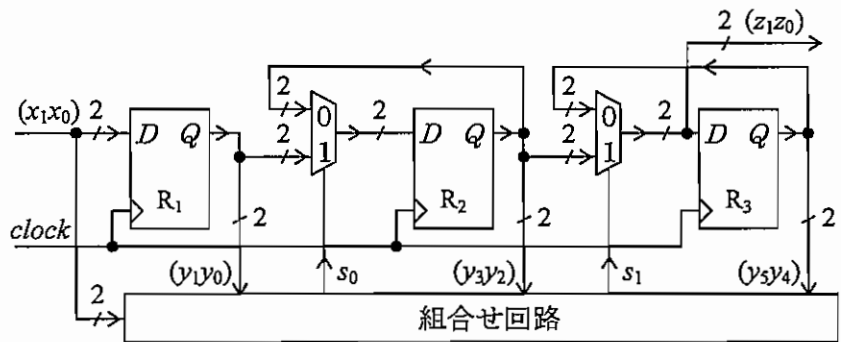 2 (z₁z₀)
2 2
(x₁x₀) 2 2 0 2 2 0 2
D Q 2 1 D Q 2 1 D Q
R₁ R₂ R₃
2 2 2
clock
(y₁y₀) s₀ (y₃y₂) s₁ (y₅y₄)
2
組合せ回路